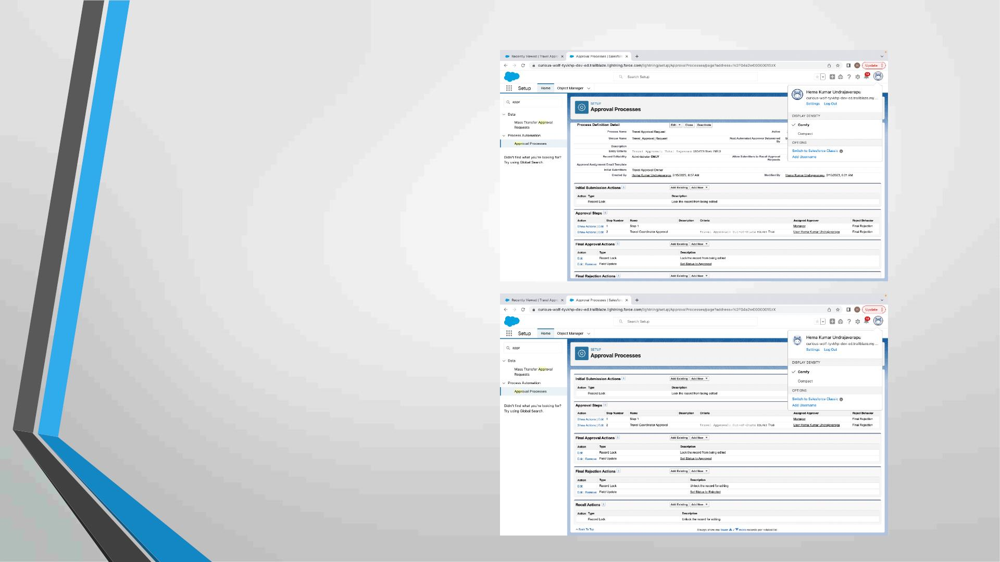 Recently Viewed | Travel Appr
Approval Processes | Salesfor
curious-wolf-tyvkhp-dev-ed.trailblaze.lightning.force.com/lightning/setup/ApprovalProcesses/page?address=%2F04a2w0000001SzX
Update
Search Setup
14
Setup Home Object Manager
appr
Data
Mass Transfer Approval
Requests
Process Automation
Approval Processes
Didn't find what you're looking for?
Try using Global Search.
SETUP
Approval Processes
Hema Kumar Undrajavarapu
curious-wolf-tyvkhp-dev-ed.trailblaze.my....
Settings Log Out
DISPLAY DENSITY
Comfy
Compact
OPTIONS
Switch to Salesforce Classic
Add Username
Process Definition Detail Edit Clone Deactivate
Process Name Travel Approval Request Active
Unique Name Travel_Approval_Request Next Automated Approver Determined
By
Description
Entry Criteria Travel Approval: Total Expenses GREATER THAN INR 0
Record Editability Administrator ONLY Allow Submitters to Recall Approval
Requests
Approval Assignment Email Template
Initial Submitters Travel Approval Owner
Created By Hema Kumar Undrajavarapu, 2/15/2023, 6:07 AM Modified By Hema Kumar Undrajavarapu, 2/15/2023, 6:21 AM
Initial Submission Actions Add Existing Add New
Action Type Description
Record Lock Lock the record from being edited
Approval Steps
Action Step Number Name Description Criteria Assigned Approver Reject Behavior
Show Actions | Edit 1 Step 1 Manager Final Rejection
Show Actions | Edit 2 Travel Coordinator Approval Travel Approval: Out-of-State EQUALS True User:Hema Kumar Undrajavarapu Final Rejection
Final Approval Actions Add Existing Add New
Action Type Description
Edit Record Lock Lock the record from being edited
Edit | Remove Field Update Set Status to Approved
Final Rejection Actions Add Existing Add New
Recently Viewed | Travel Appr
Approval Processes | Salesfor
curious-wolf-tyvkhp-dev-ed.trailblaze.lightning.force.com/lightning/setup/ApprovalProcesses/page?address=%2F04a2w0000001SzX
Update
Search Setup
14
Setup Home Object Manager
appr
Data
Mass Transfer Approval
Requests
Process Automation
Approval Processes
Didn't find what you're looking for?
Try using Global Search.
SETUP
Approval Processes
Hema Kumar Undrajavarapu
curious-wolf-tyvkhp-dev-ed.trailblaze.my....
Settings Log Out
DISPLAY DENSITY
Comfy
Compact
OPTIONS
Switch to Salesforce Classic
Add Username
Initial Submission Actions Add Existing Add New
Action Type Description
Record Lock Lock the record from being edited
Approval Steps
Action Step Number Name Description Criteria Assigned Approver Reject Behavior
Show Actions | Edit 1 Step 1 Manager Final Rejection
Show Actions | Edit 2 Travel Coordinator Approval Travel Approval: Out-of-State EQUALS True User:Hema Kumar Undrajavarapu Final Rejection
Final Approval Actions Add Existing Add New
Action Type Description
Edit Record Lock Lock the record from being edited
Edit | Remove Field Update Set Status to Approved
Final Rejection Actions Add Existing Add New
Action Type Description
Edit Record Lock Unlock the record for editing
Edit | Remove Field Update Set Status to Rejected
Recall Actions Add Existing Add New
Action Type Description
Record Lock Unlock the record for editing
^ Back To Top Always show me fewer / more records per related list